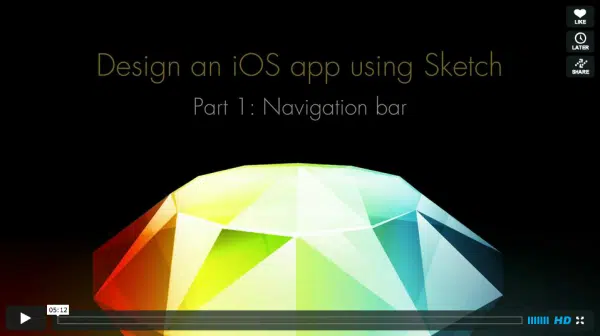 Design an iOS app using Sketch
Part 1: Navigation bar
LIKE
LATER
SHARE
05:12
HD